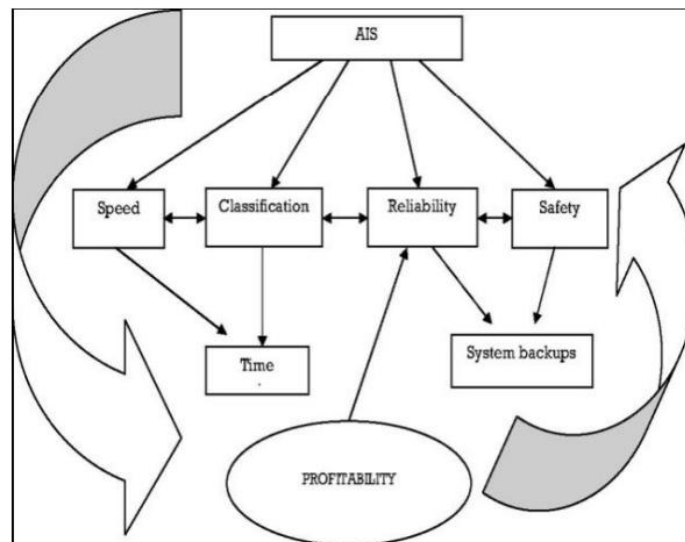 AIS
Speed
Classification
Reliability
Safety
Time
System backups
PROFITABILITY